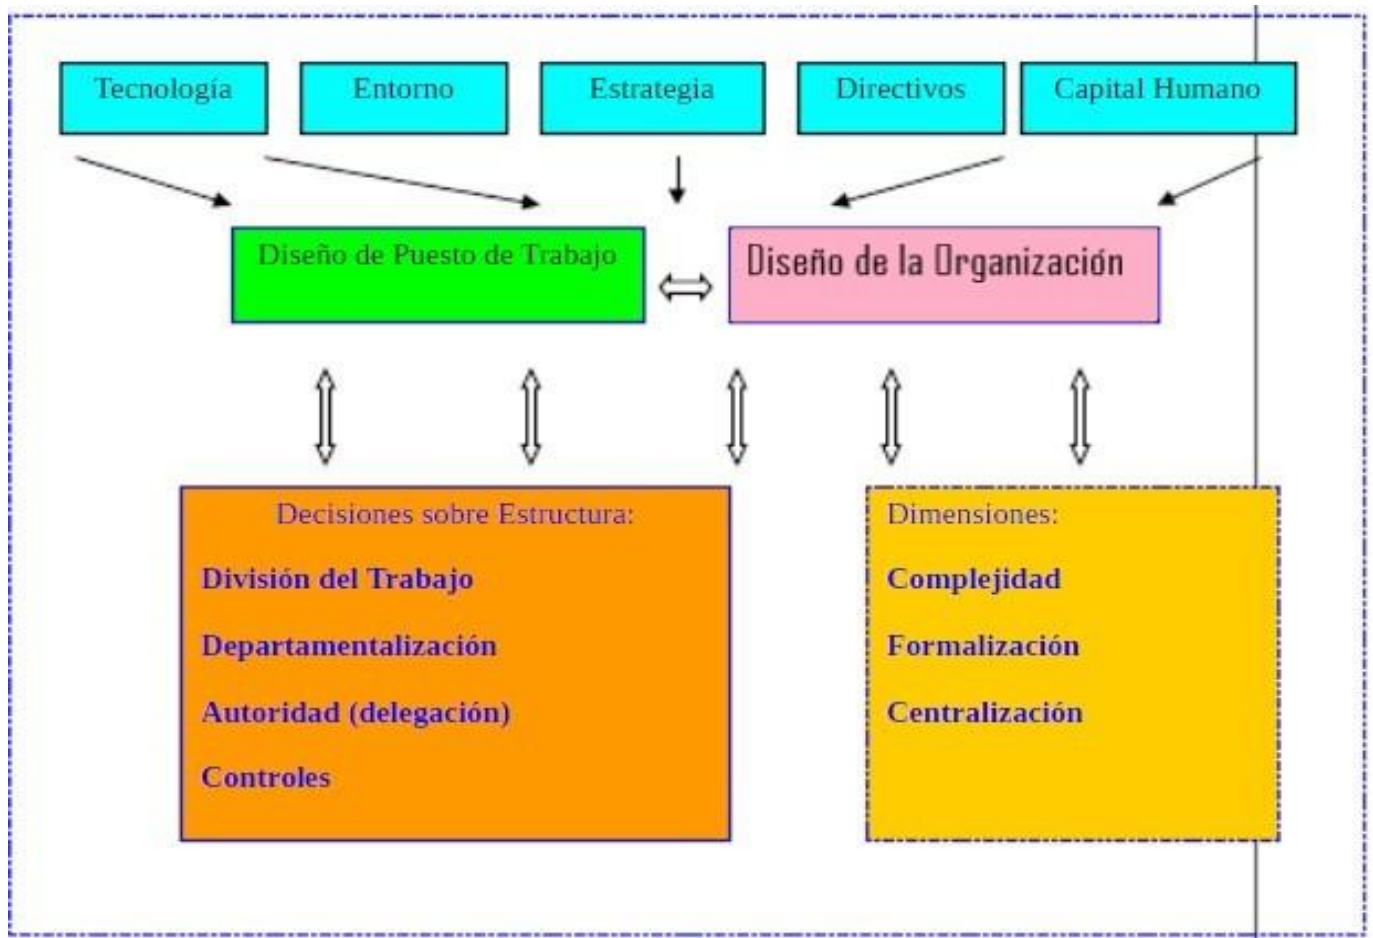 Tecnología
Entorno
Estrategia
Directivos
Capital Humano
Diseño de Puesto de Trabajo
Diseño de la Organización
Decisiones sobre Estructura:
División del Trabajo
Departamentalización
Autoridad (delegación)
Controles
Dimensiones:
Complejidad
Formalización
Centralización